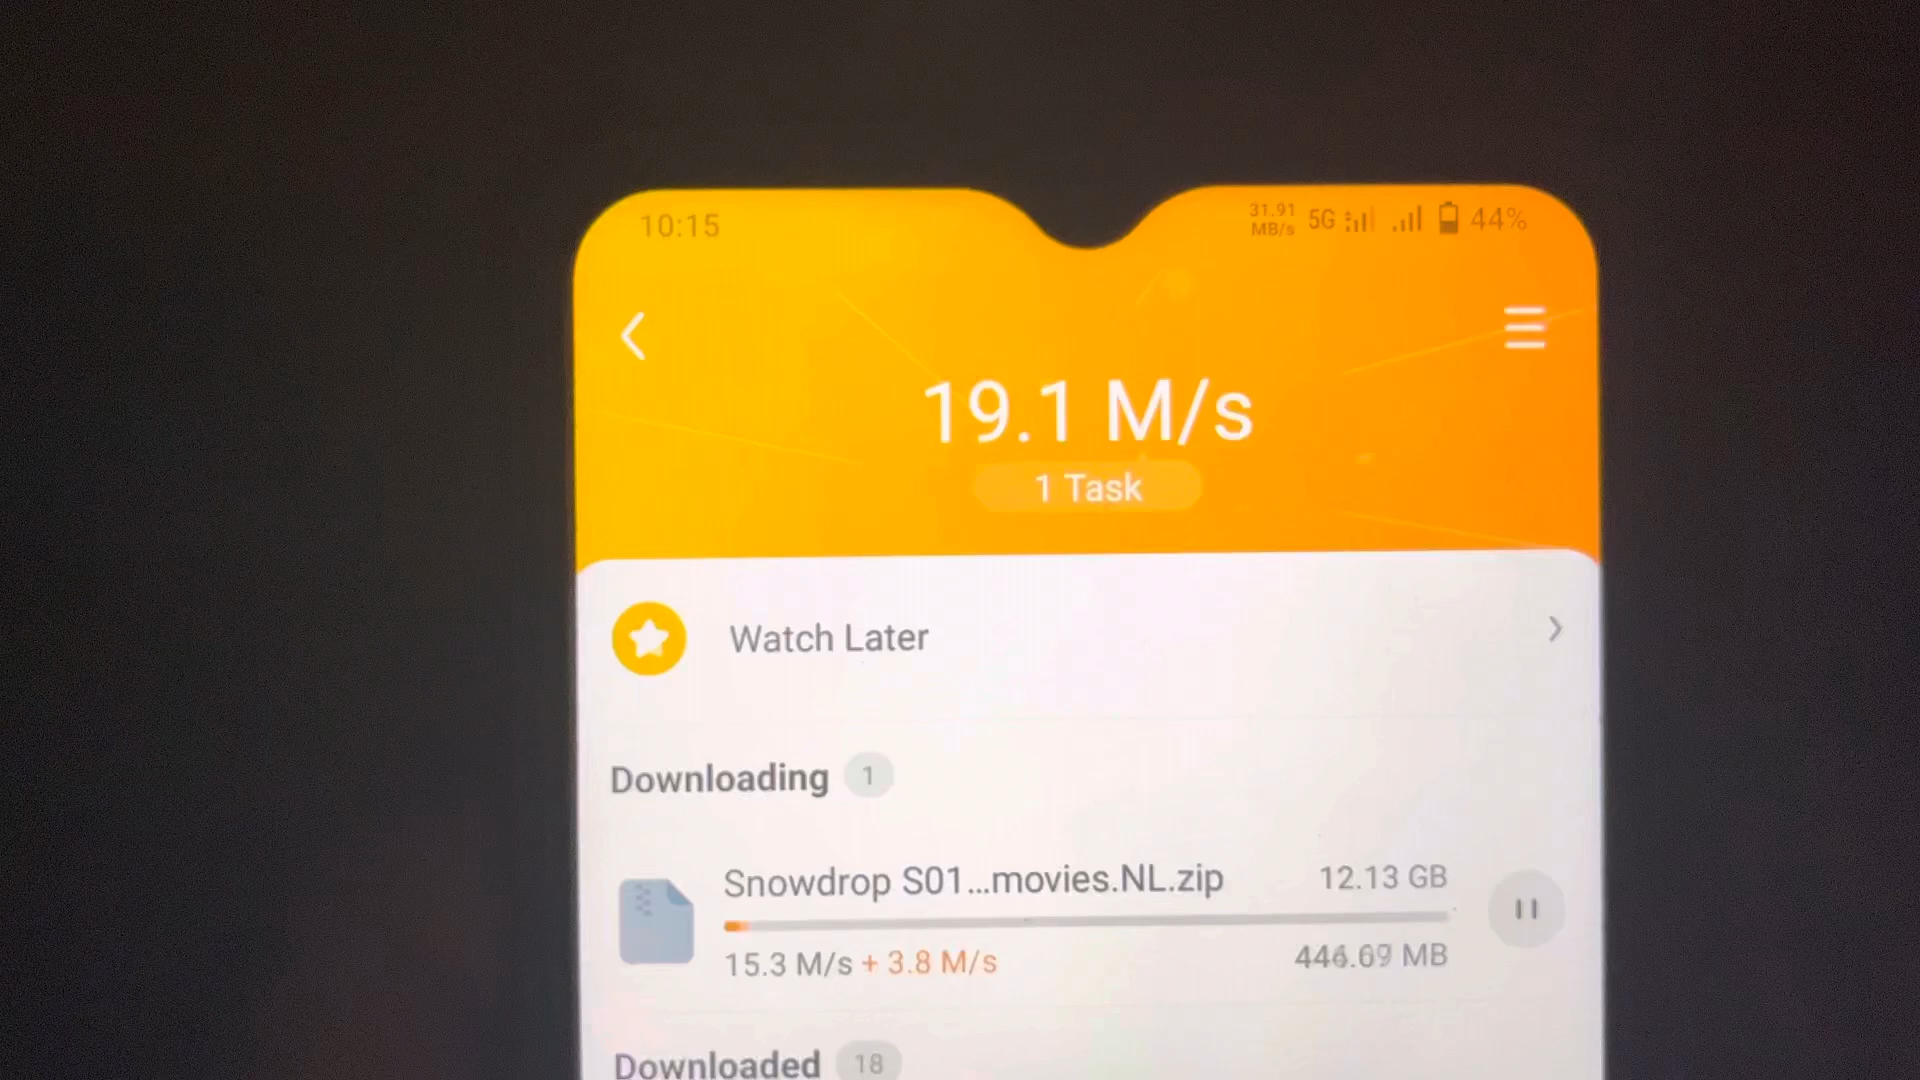 10:15
31.91 MB/s 5G 44%
19.1 M/s
1 Task
Watch Later
Downloading 1
Snowdrop S01...movies.NL.zip 12.13 GB
15.3 M/s + 3.8 M/s 446.69 MB
Downloaded 18